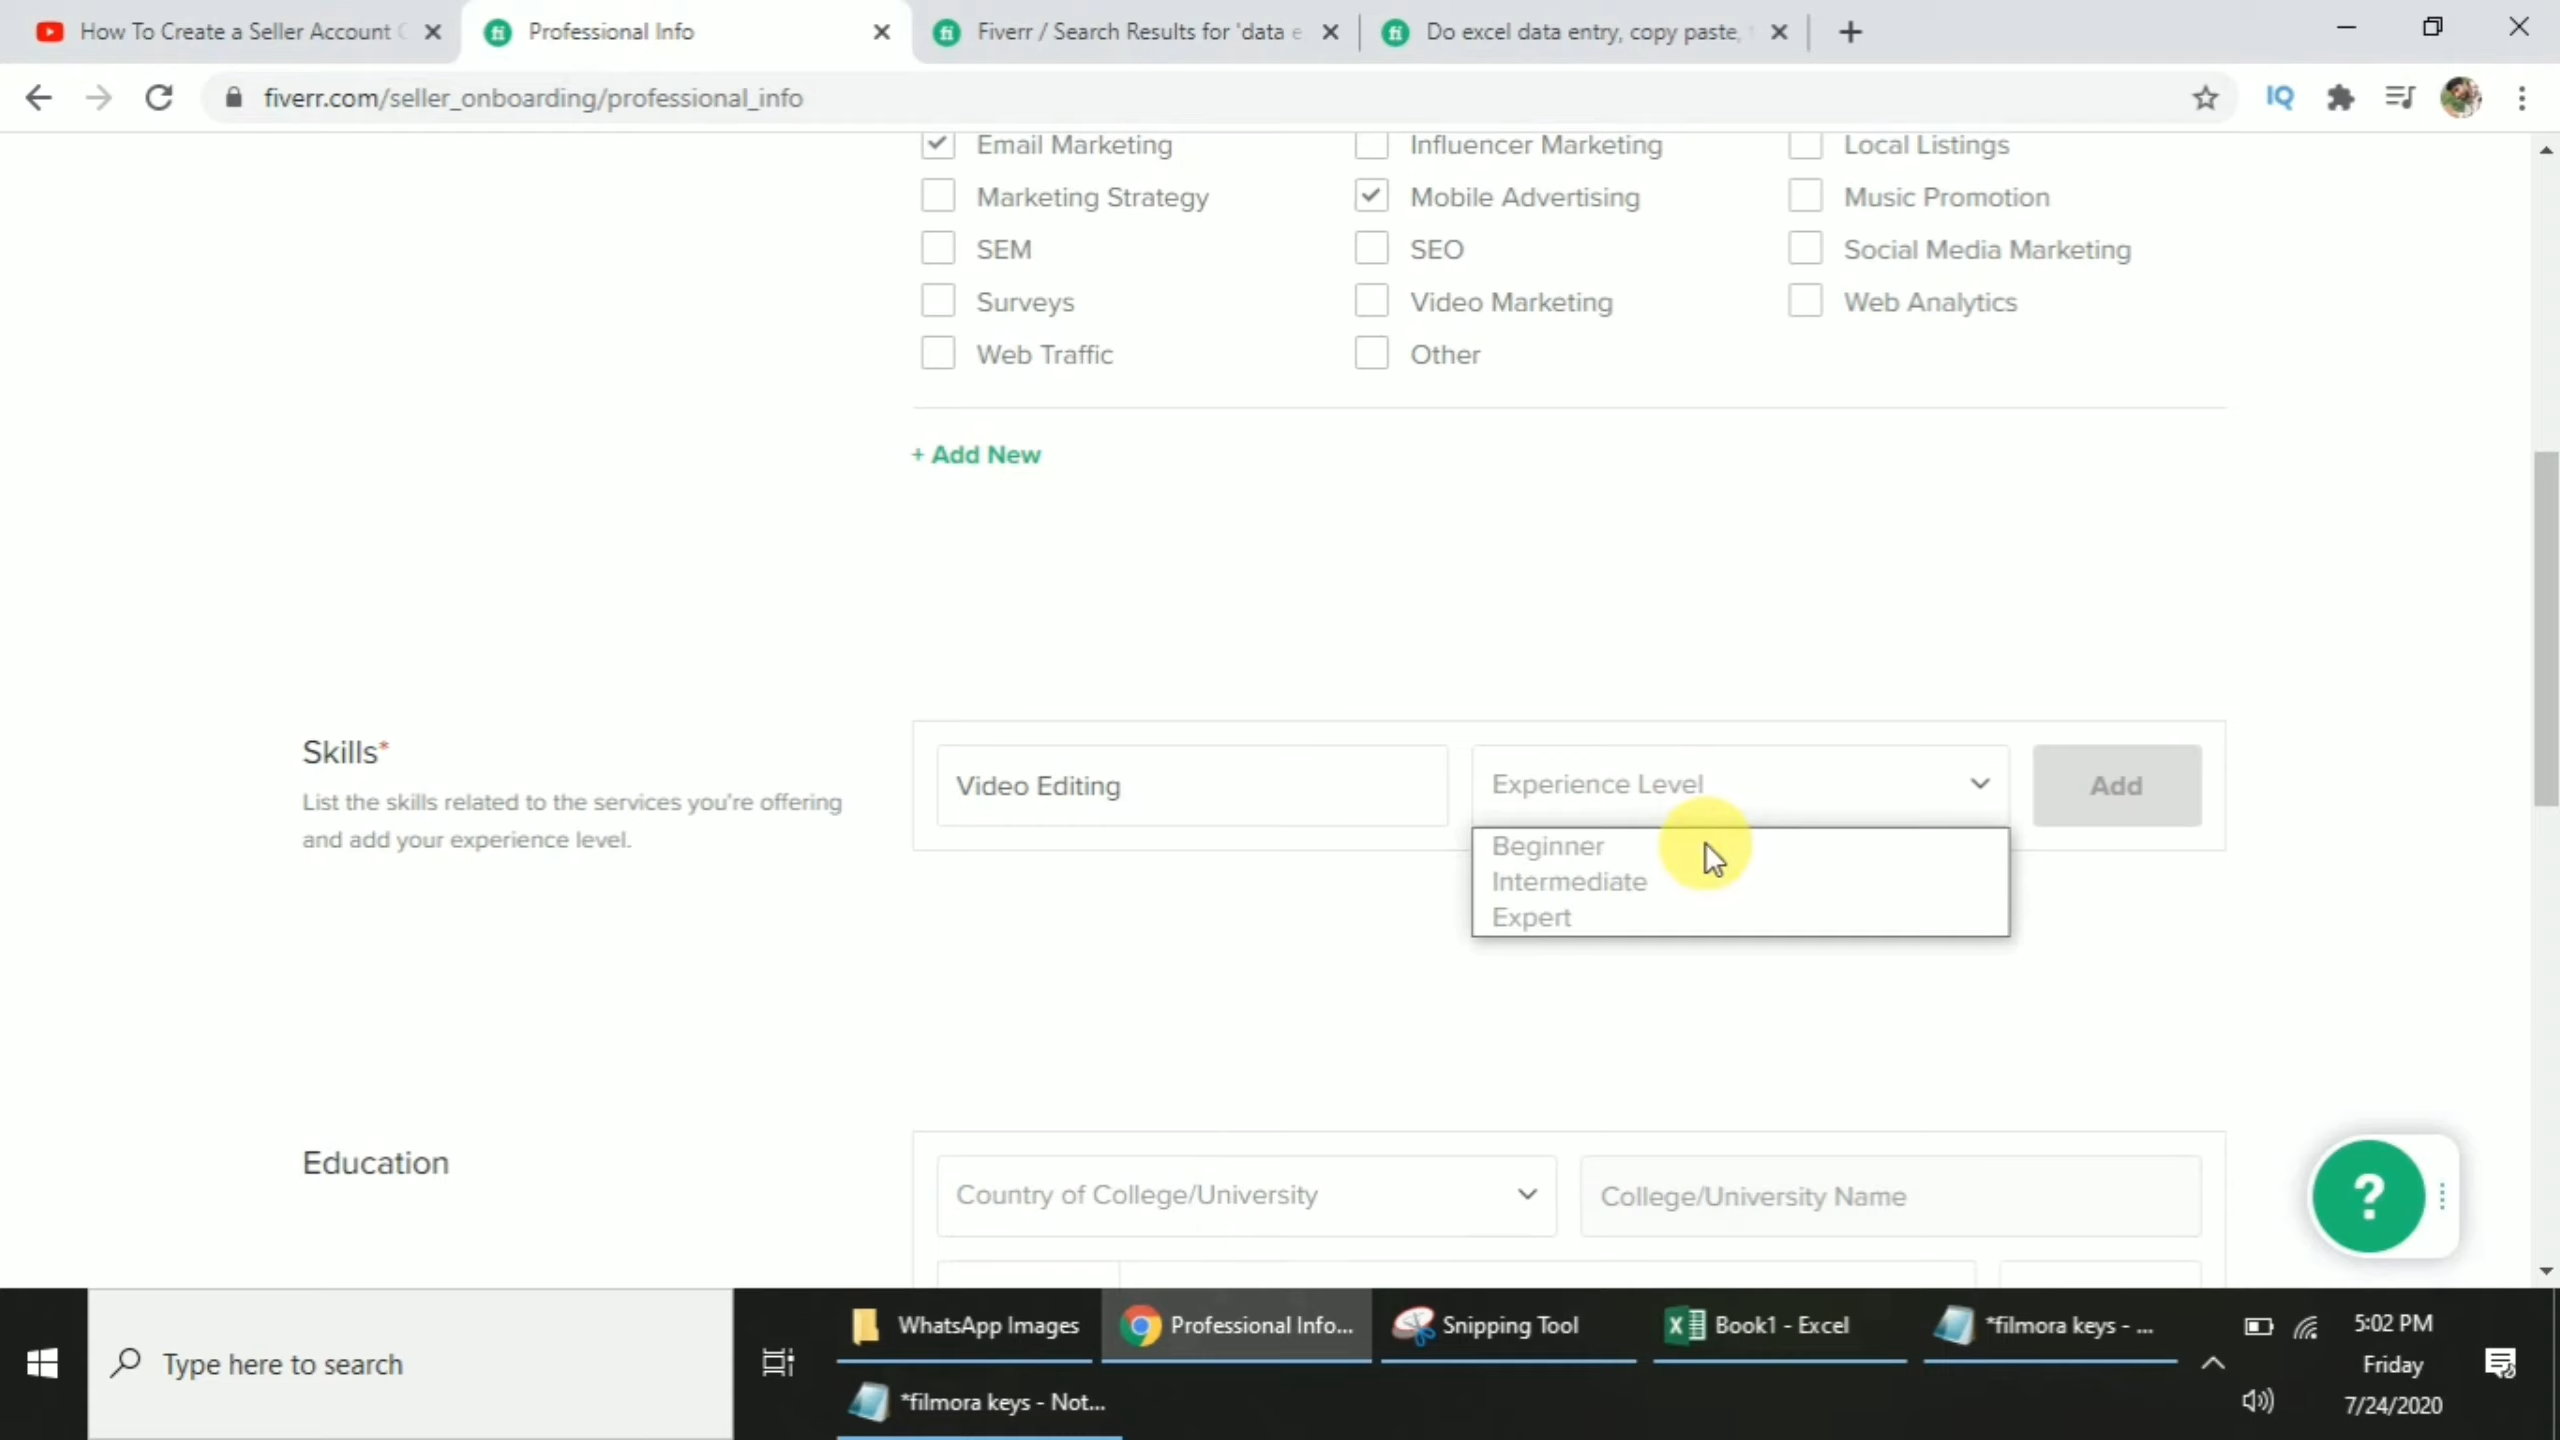 How To Create a Seller Account
Professional Info
Fiverr / Search Results for 'data e
Do excel data entry, copy paste,
fiverr.com/seller_onboarding/professional_info
IQ
Email Marketing
Influencer Marketing
Local Listings
Marketing Strategy
Mobile Advertising
Music Promotion
SEM
SEO
Social Media Marketing
Surveys
Video Marketing
Web Analytics
Web Traffic
Other
+ Add New
Skills*
List the skills related to the services you're offering
and add your experience level.
Video Editing
Experience Level
Add
Beginner
Intermediate
Expert
Education
Country of College/University
College/University Name
?
Type here to search
WhatsApp Images
Professional Info...
Snipping Tool
Book1 - Excel
*filmora keys - ...
*filmora keys - Not...
5:02 PM
Friday
7/24/2020